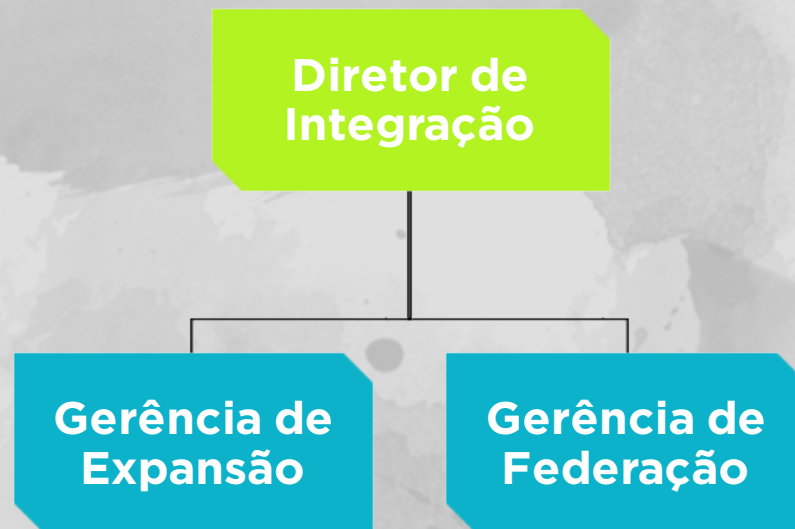 Diretor de
Integração
Gerência de
Expansão
Gerência de
Federação